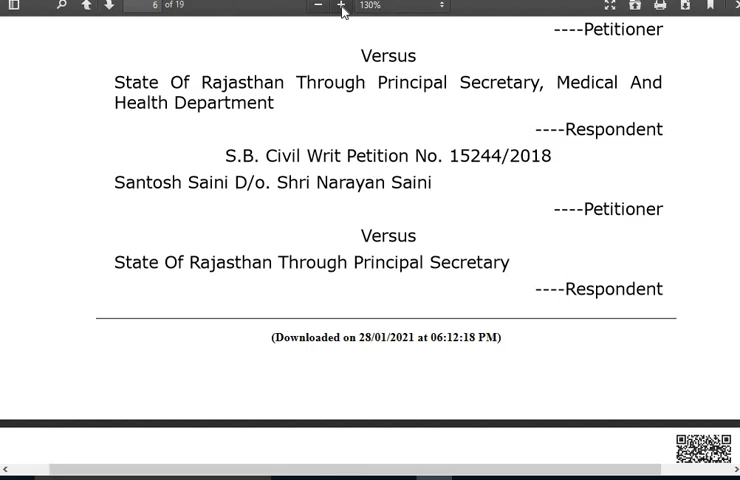 6 of 19
130%
----Petitioner
Versus
State Of Rajasthan Through Principal Secretary, Medical And
Health Department
----Respondent
S.B. Civil Writ Petition No. 15244/2018
Santosh Saini D/o. Shri Narayan Saini
----Petitioner
Versus
State Of Rajasthan Through Principal Secretary
----Respondent
(Downloaded on 28/01/2021 at 06:12:18 PM)